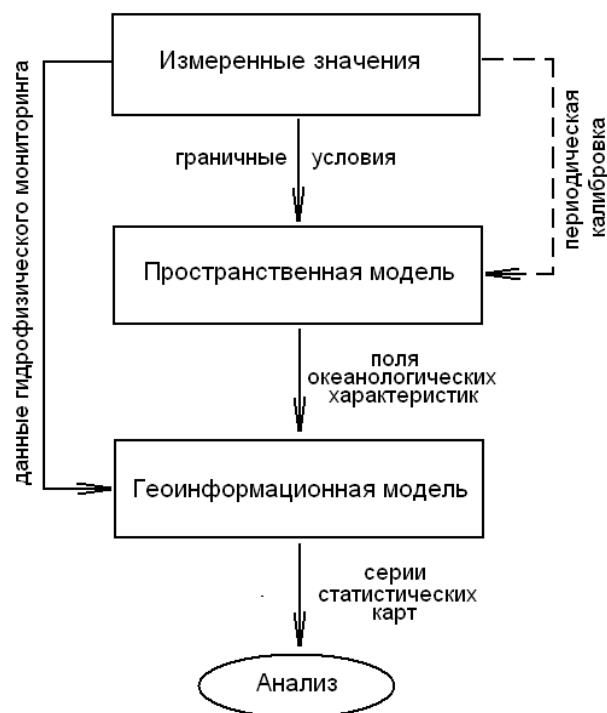 Измеренные значения
граничные условия
периодическая
калибровка
данные гидрофизического мониторинга
Пространственная модель
поля
океанологических
характеристик
Геоинформационная модель
серии
статистических
карт
Анализ